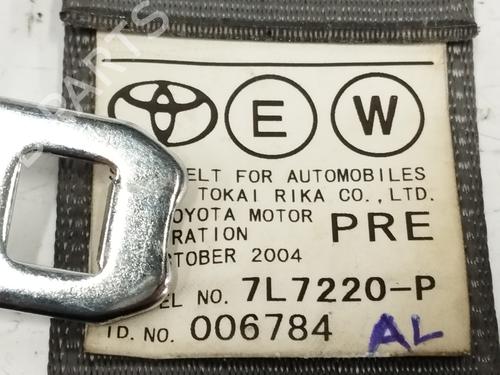 E W
ELT FOR AUTOMOBILES
TOKAI RIKA CO., LTD.
OYOTA MOTOR
RATION PRE
TOBER 2004
EL NO. 7L7220-P
ID. NO. 006784 AL
PARTS